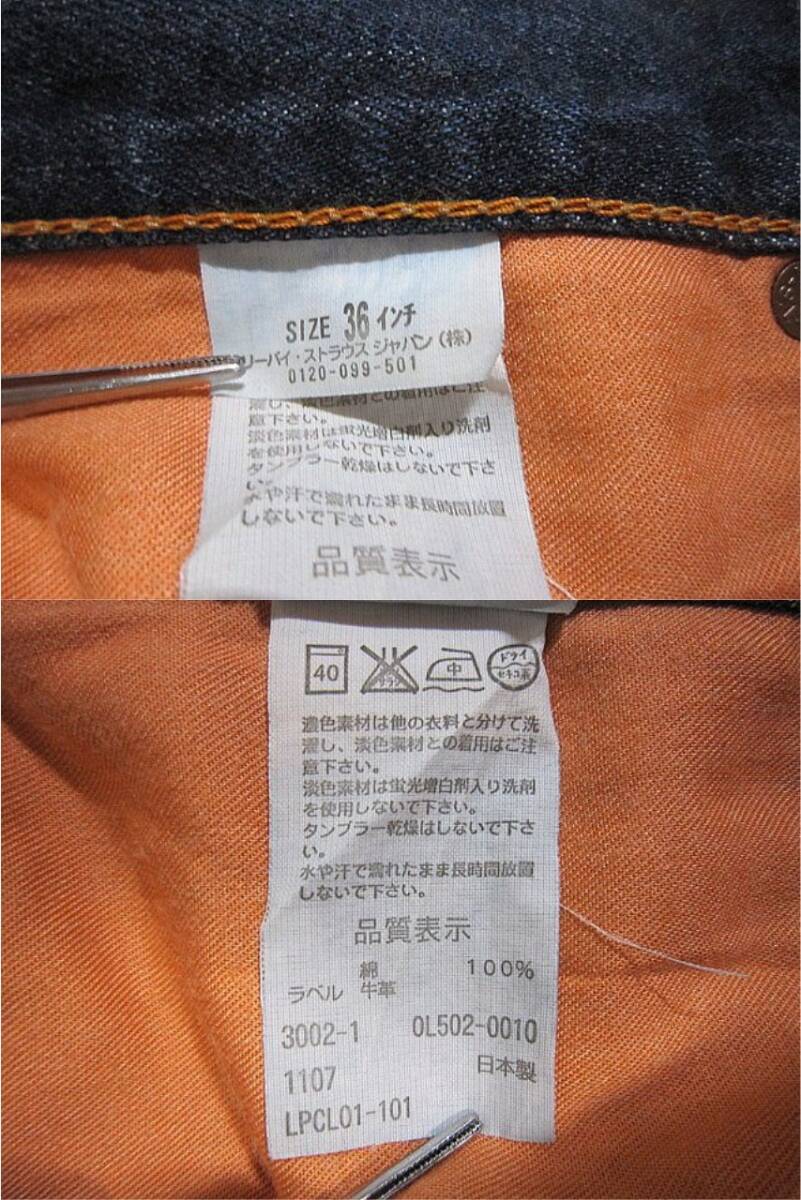 SIZE 36 インチ
リーバイ・ストラウス ジャパン(株)
0120-099-501
濯し、淡色素材との着用はご注
意下さい。
淡色素材は蛍光増白剤入り洗剤
を使用しないで下さい。
タンブラー乾燥はしないで下さ
い。
水や汗で濡れたまま長時間放置
しないで下さい。
品質表示
40 エンソ サラシ 中 ドライ セキユ系
濃色素材は他の衣料と分けて洗
濯し、淡色素材との着用はご注
意下さい。
淡色素材は蛍光増白剤入り洗剤
を使用しないで下さい。
タンブラー乾燥はしないで下さ
い。
水や汗で濡れたまま長時間放置
しないで下さい。
品質表示
綿 100%
ラベル 牛革
3002-1 0L502-0010
1107 日本製
LPCL01-101